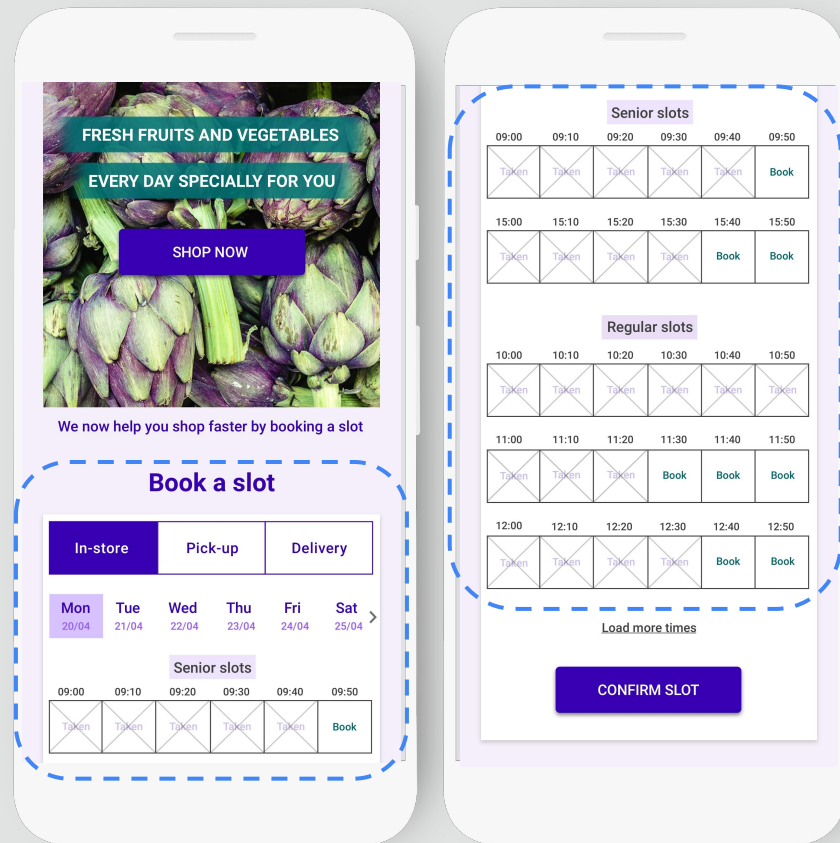 FRESH FRUITS AND VEGETABLES
EVERY DAY SPECIALLY FOR YOU
SHOP NOW
We now help you shop faster by booking a slot
Book a slot
In-store Pick-up Delivery
Mon Tue Wed Thu Fri Sat
20/04 21/04 22/04 23/04 24/04 25/04
Senior slots
09:00 09:10 09:20 09:30 09:40 09:50
Taken Taken Taken Taken Taken Book
Senior slots
09:00 09:10 09:20 09:30 09:40 09:50
Taken Taken Taken Taken Taken Book
15:00 15:10 15:20 15:30 15:40 15:50
Taken Taken Taken Taken Book Book
Regular slots
10:00 10:10 10:20 10:30 10:40 10:50
Taken Taken Taken Taken Taken Taken
11:00 11:10 11:20 11:30 11:40 11:50
Taken Taken Taken Book Book Book
12:00 12:10 12:20 12:30 12:40 12:50
Taken Taken Taken Taken Book Book
Load more times
CONFIRM SLOT